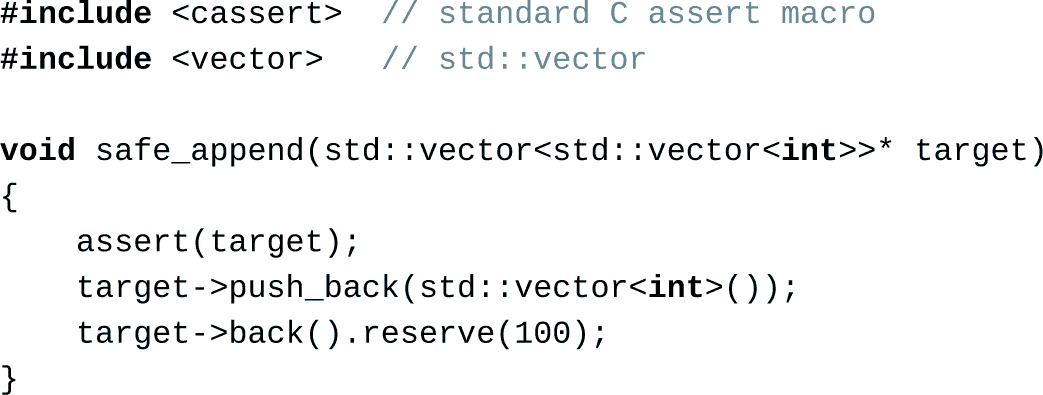 #include <cassert>  // standard C assert macro
#include <vector>   // std::vector

void safe_append(std::vector<std::vector<int>>* target)
{
    assert(target);
    target->push_back(std::vector<int>());
    target->back().reserve(100);
}